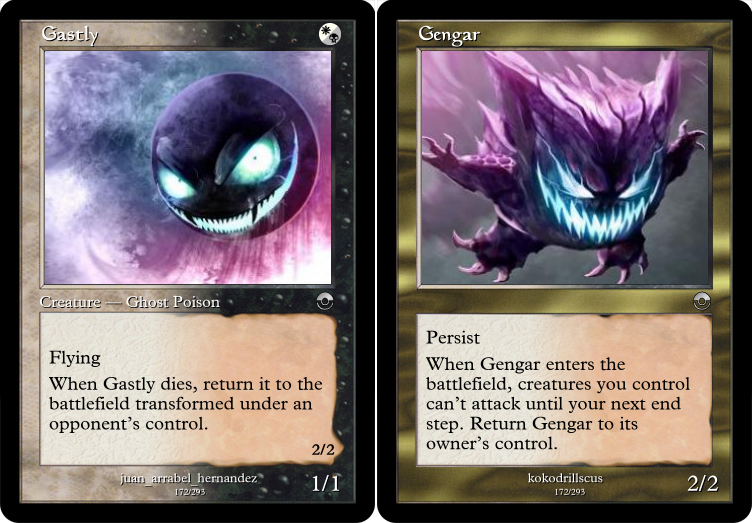 Gastly
Creature — Ghost Poison
Flying
When Gastly dies, return it to the
battlefield transformed under an
opponent's control.
2/2
juan_arrabel_hernandez
172/293
1/1
Gengar
Persist
When Gengar enters the
battlefield, creatures you control
can't attack until your next end
step. Return Gengar to its
owner's control.
kokodrillscus
172/293
2/2